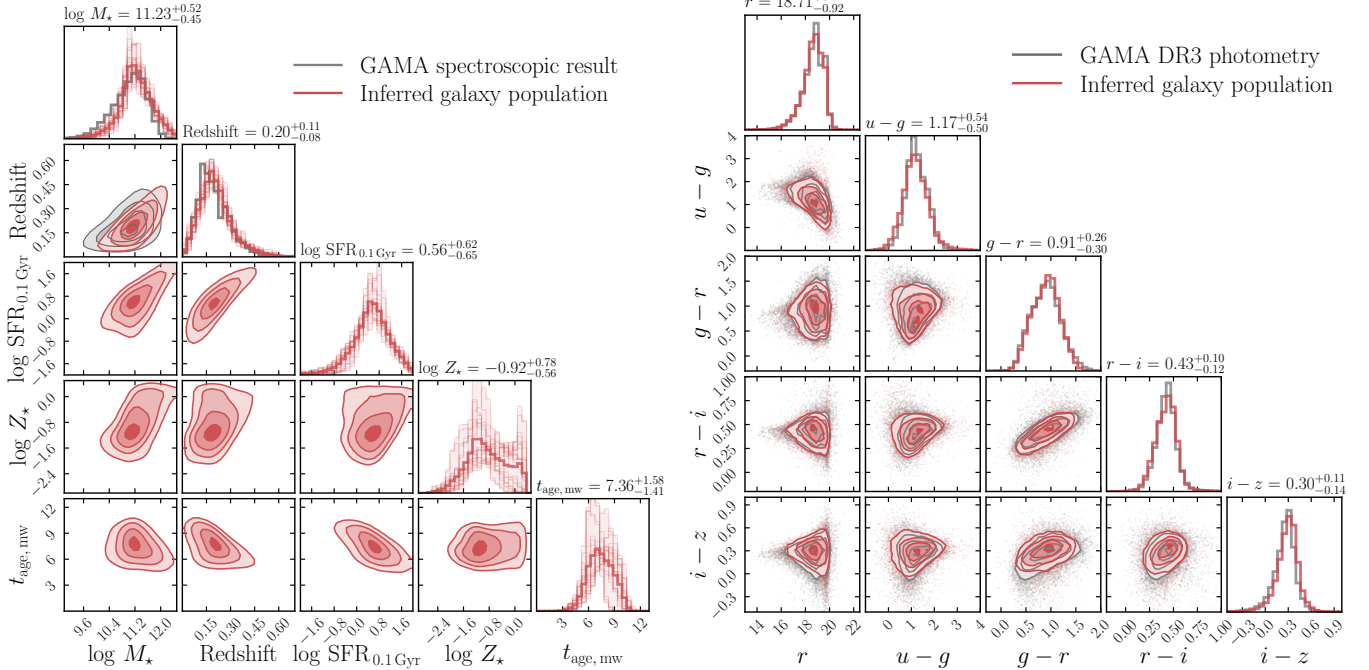 log M⋆ = 11.23+0.52−0.45
GAMA spectroscopic result
Inferred galaxy population
Redshift = 0.20+0.11−0.08
Redshift
0.60
0.45
0.30
0.15
log SFR0.1 Gyr = 0.56+0.62−0.65
log SFR0.1 Gyr
1.6
0.8
0.0
−0.8
−1.6
log Z⋆ = −0.92+0.78−0.56
log Z⋆
0.0
−0.8
−1.6
−2.4
tage, mw = 7.36+1.58−1.41
tage, mw
12
9
6
3
9.6 10.4 11.2 12.0
0.15 0.30 0.45 0.60
−1.6 −0.8 0.0 0.8 1.6
−2.4 −1.6 −0.8 0.0
3 6 9 12
log M⋆ Redshift log SFR0.1 Gyr log Z⋆ tage, mw
r = 18.71 −0.92
GAMA DR3 photometry
Inferred galaxy population
u − g = 1.17+0.54−0.50
u − g
4
3
2
1
0
g − r = 0.91+0.26−0.30
g − r
2.0
1.5
1.0
0.5
0.0
r − i = 0.43+0.10−0.12
r − i
1.00
0.75
0.50
0.25
0.00
i − z = 0.30+0.11−0.14
i − z
0.9
0.6
0.3
0.0
−0.3
14 16 18 20 22
0 1 2 3 4
0.0 0.5 1.0 1.5 2.0
0.00 0.25 0.50 0.75 1.00
−0.3 0.0 0.3 0.6 0.9
r u − g g − r r − i i − z